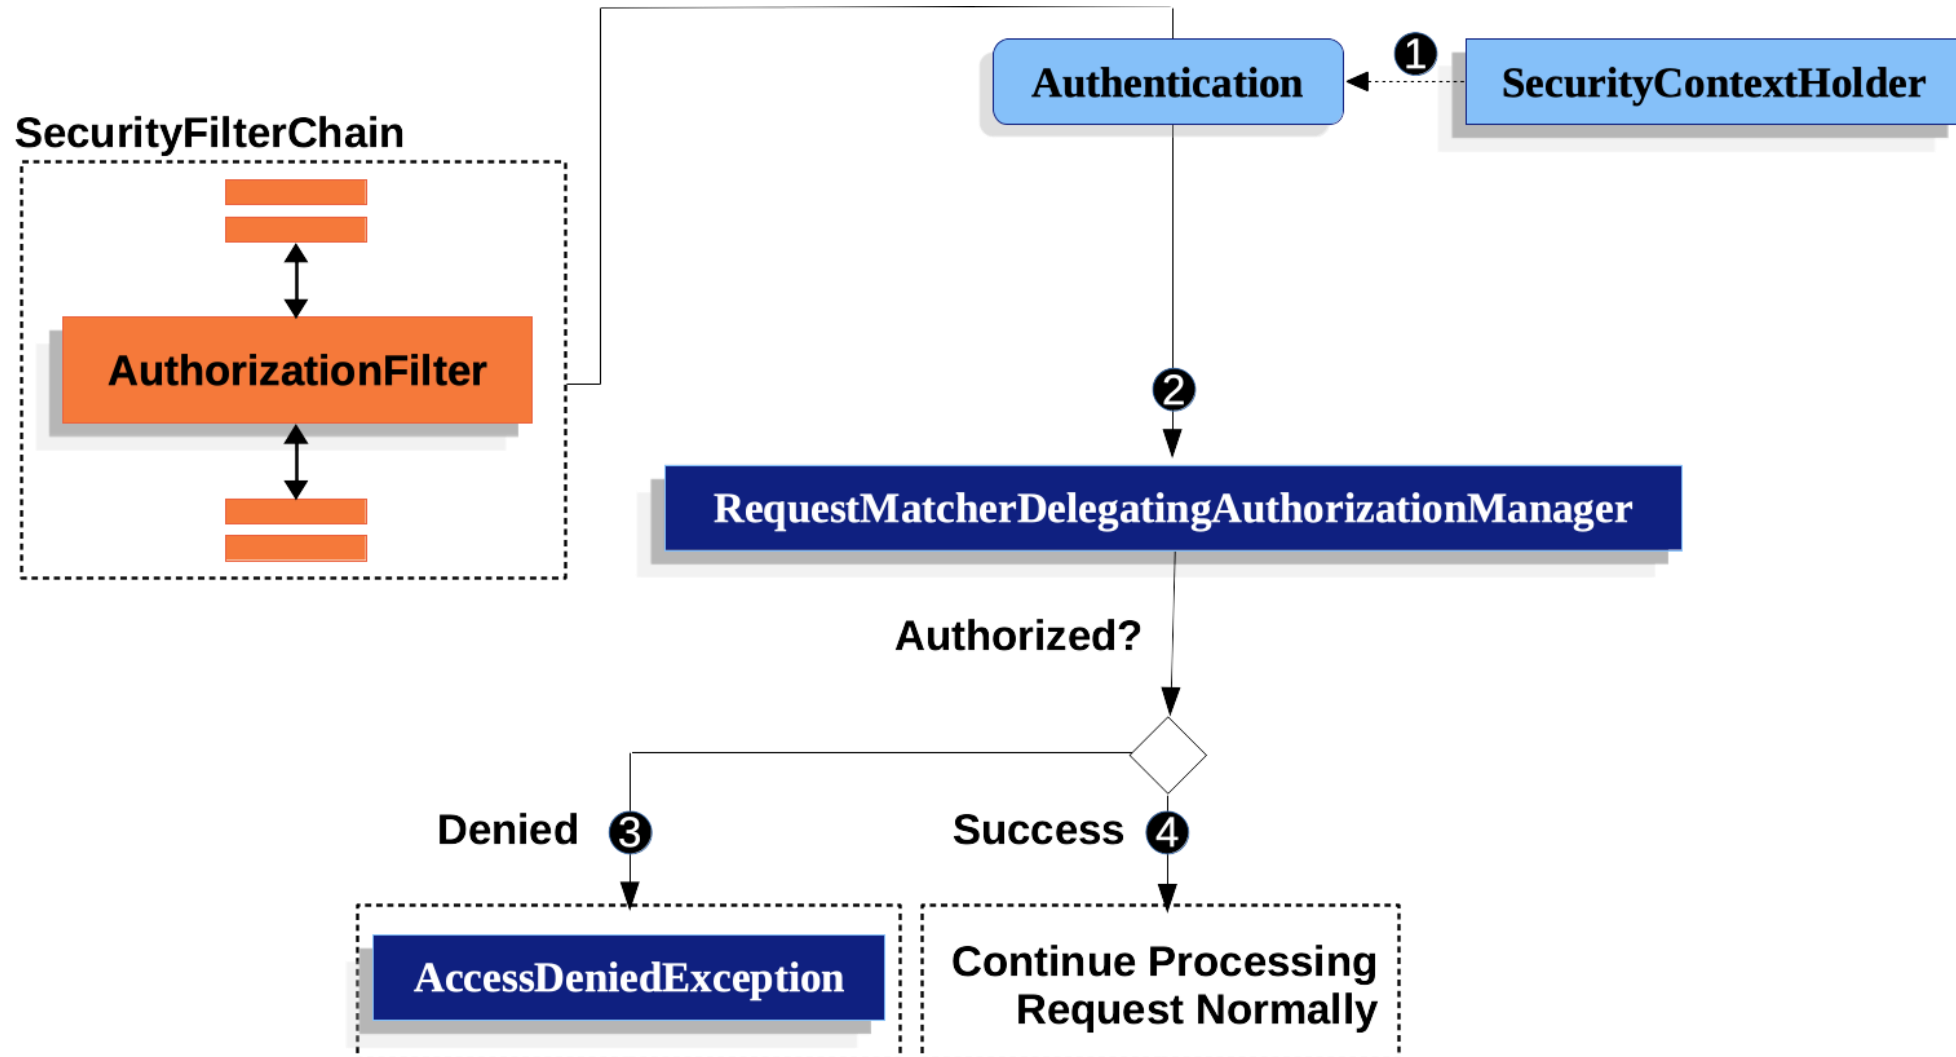 Authentication
1
SecurityContextHolder
SecurityFilterChain
AuthorizationFilter
2
RequestMatcherDelegatingAuthorizationManager
Authorized?
Denied
3
Success
4
AccessDeniedException
Continue Processing
Request Normally